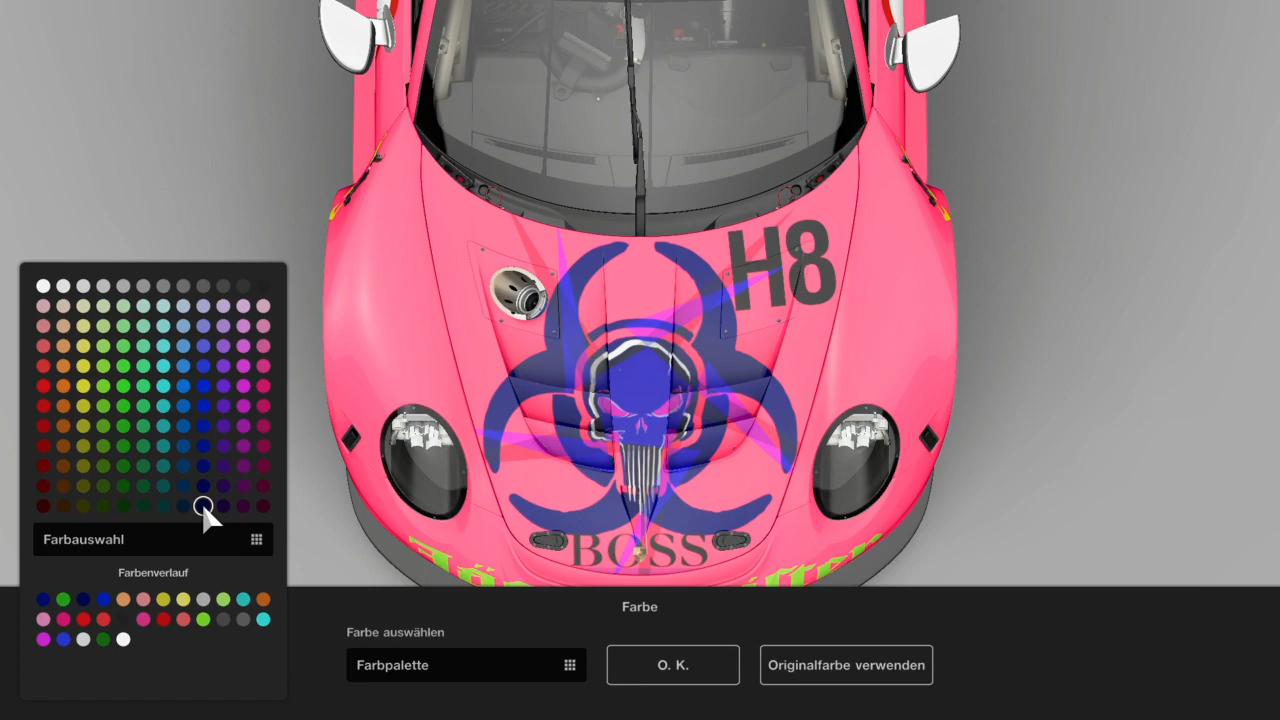 H8
BOSS
Farbauswahl
Farbenverlauf
Farbe
Farbe auswählen
Farbpalette
O. K.
Originalfarbe verwenden